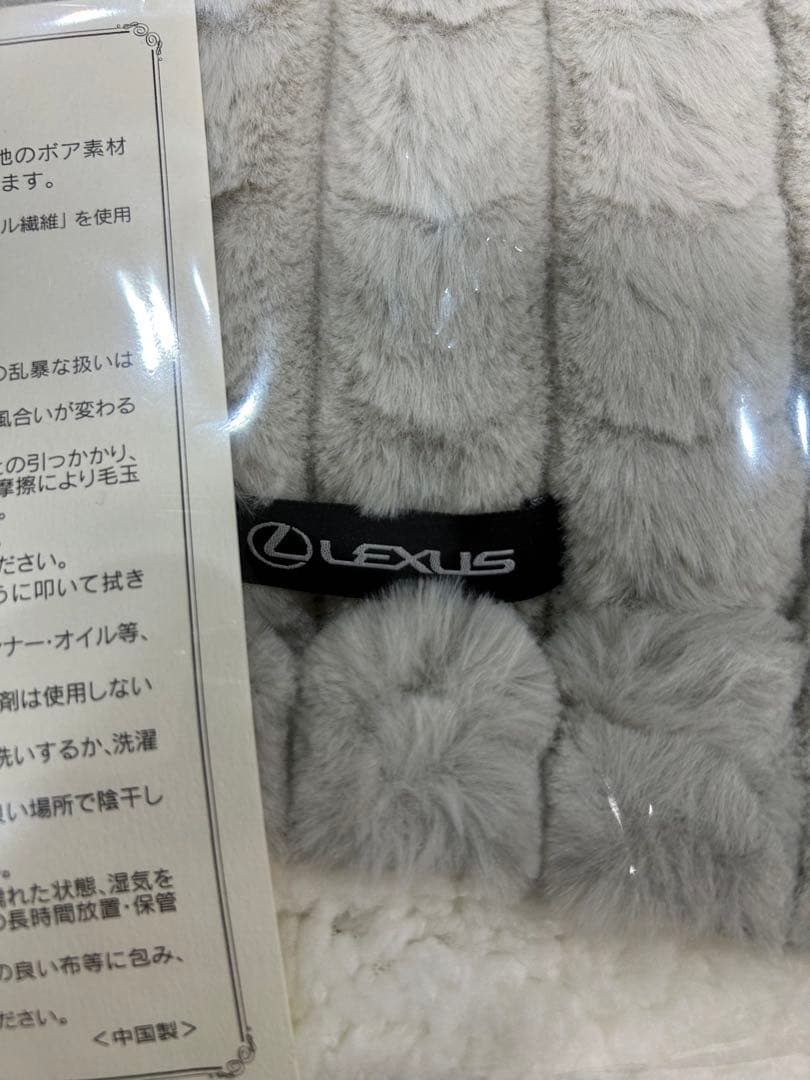 地のボア素材
ます。
ル繊維」を使用
の乱暴な扱いは
風合いが変わる
との引っかかり、
摩擦により毛玉
。
ださい。
うに叩いて拭き
ンナー・オイル等、
剤は使用しない
洗いするか、洗濯
良い場所で陰干し
。
濡れた状態、湿気を
の長時間放置・保管
の良い布等に包み、
ださい。
＜中国製＞
LEXUS